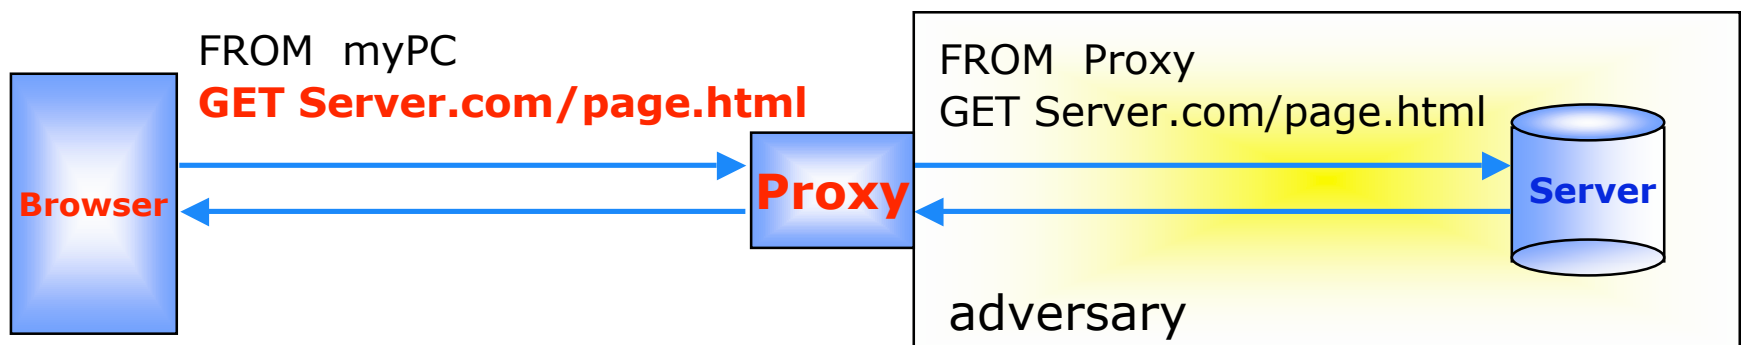 FROM myPC
GET Server.com/page.html
FROM Proxy
GET Server.com/page.html
Browser
Proxy
Server
adversary